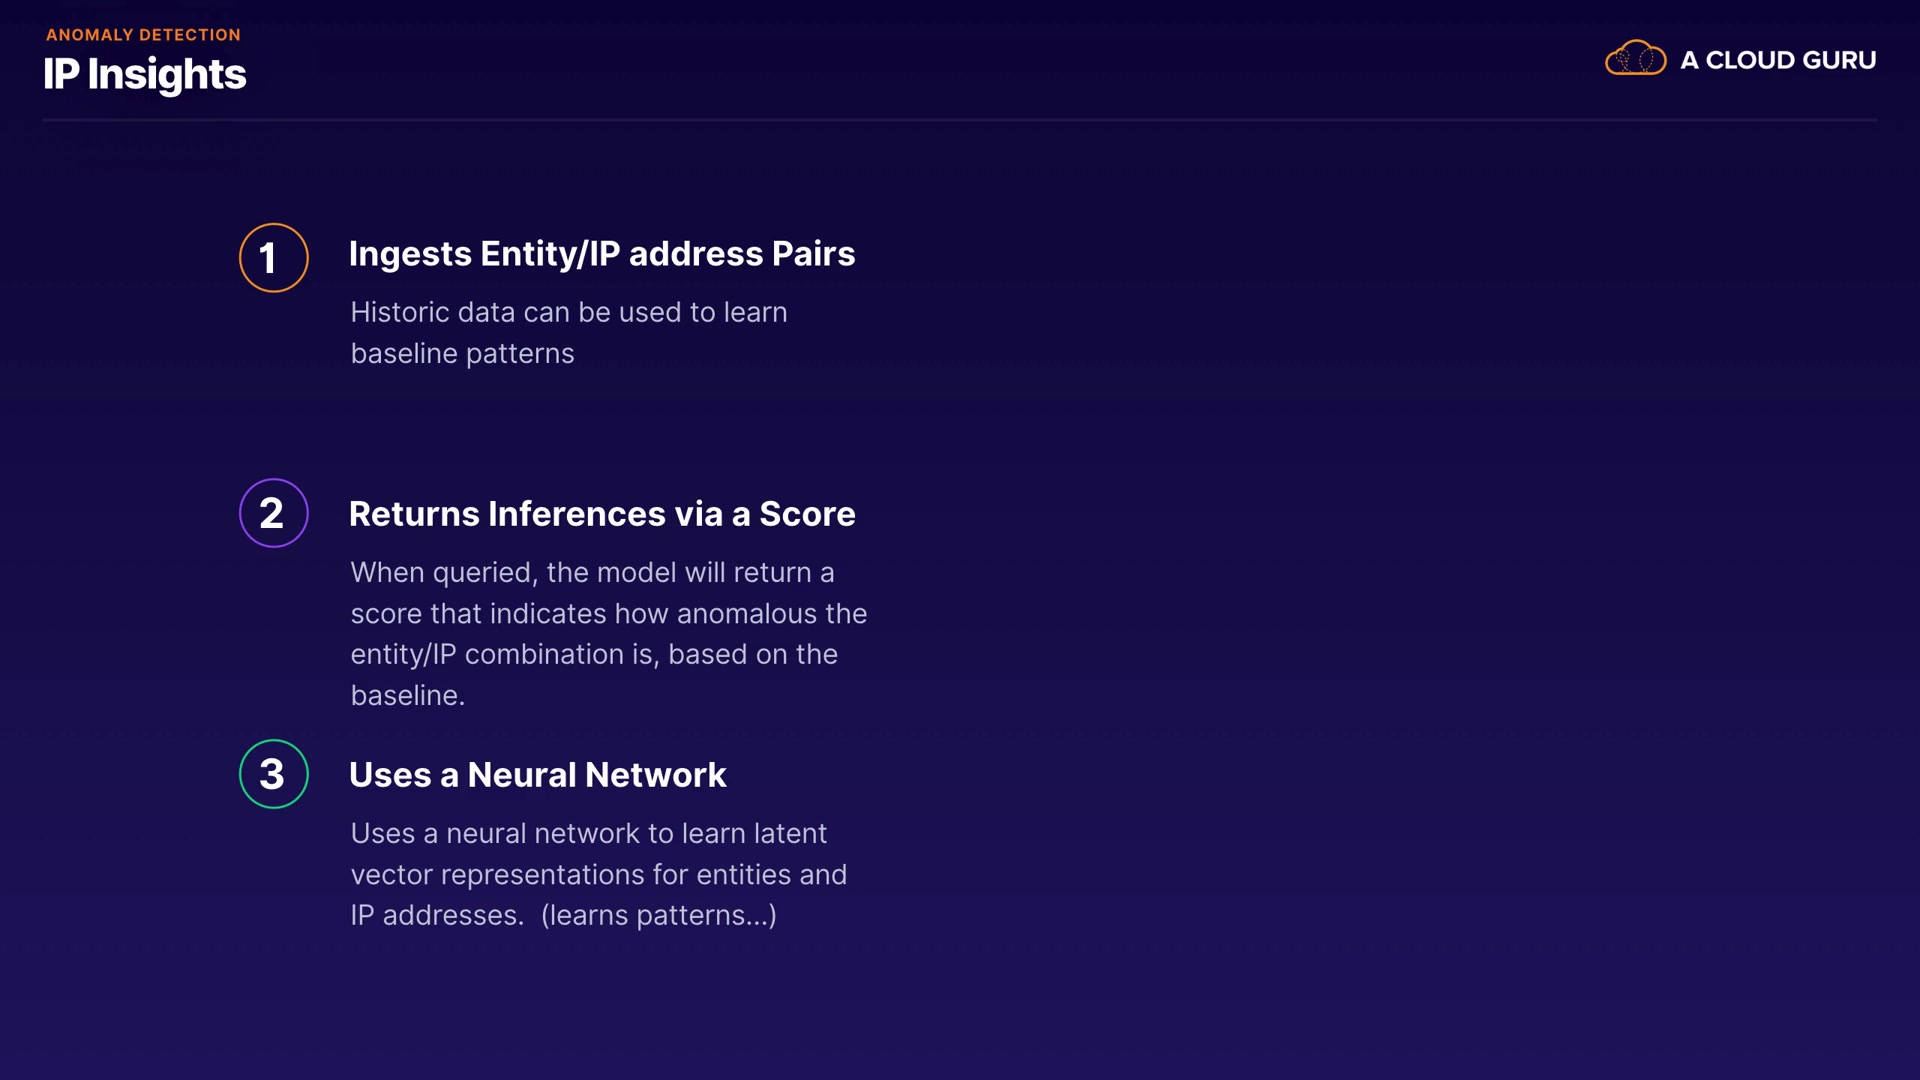 ANOMALY DETECTION
IP Insights
A CLOUD GURU
1
Ingests Entity/IP address Pairs
Historic data can be used to learn
baseline patterns
2
Returns Inferences via a Score
When queried, the model will return a
score that indicates how anomalous the
entity/IP combination is, based on the
baseline.
3
Uses a Neural Network
Uses a neural network to learn latent
vector representations for entities and
IP addresses.  (learns patterns...)